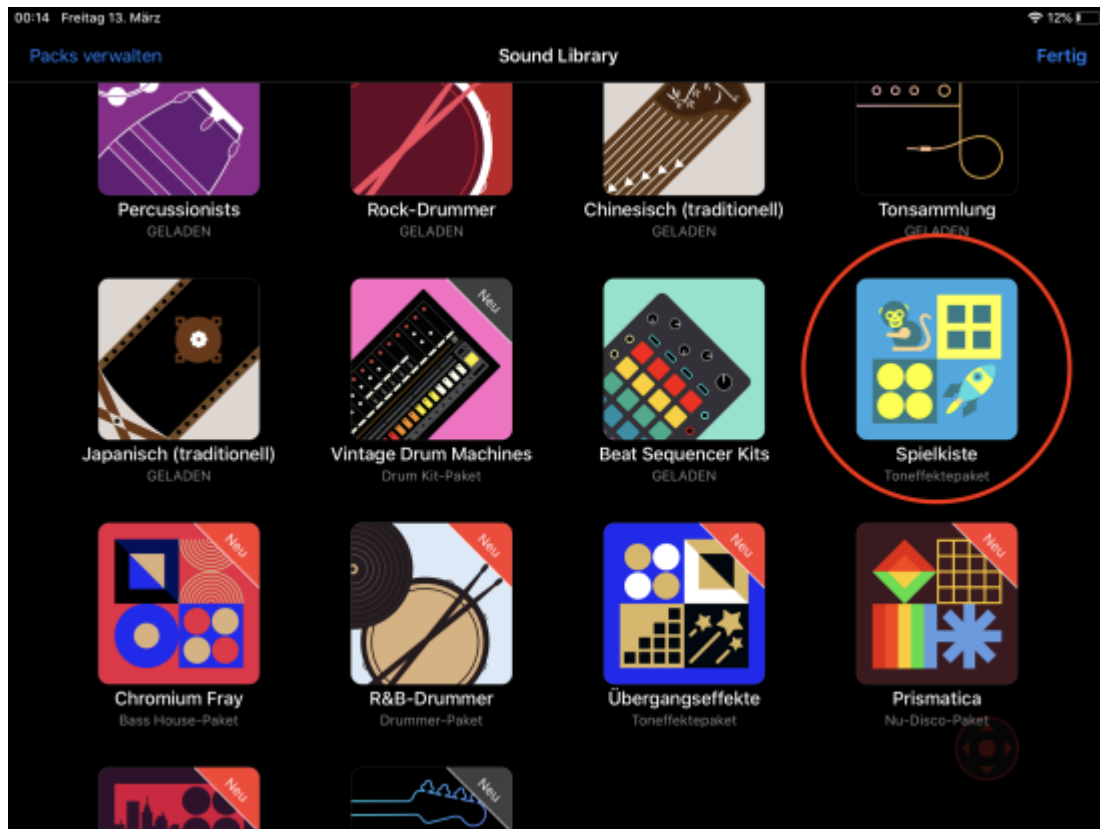 00:14 Freitag 13. März
12%
Packs verwalten
Sound Library
Fertig
Percussionists
GELADEN
Rock-Drummer
GELADEN
Chinesisch (traditionell)
GELADEN
Tonsammlung
GELADEN
Japanisch (traditionell)
GELADEN
Neu
Vintage Drum Machines
Drum Kit-Paket
Beat Sequencer Kits
GELADEN
Spielkiste
Toneffektepaket
Neu
Chromium Fray
Bass House-Paket
Neu
R&B-Drummer
Drummer-Paket
Neu
Übergangseffekte
Toneffektepaket
Neu
Prismatica
Nu-Disco-Paket
Neu
Neu